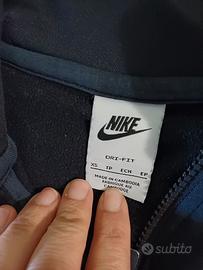 NIKE
DRI-FIT
XS TP ECH EP
MADE IN CAMBODIA
FABRIQUÉ AU
CAMBODGE
subito